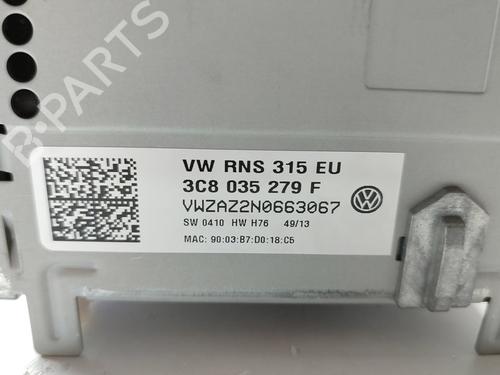 B-PARTS
VW RNS 315 EU
3C8 035 279 F
VWZAZ2N0663067
SW 0410 HW H76 49/13
MAC: 90:03:B7:D0:18:C5